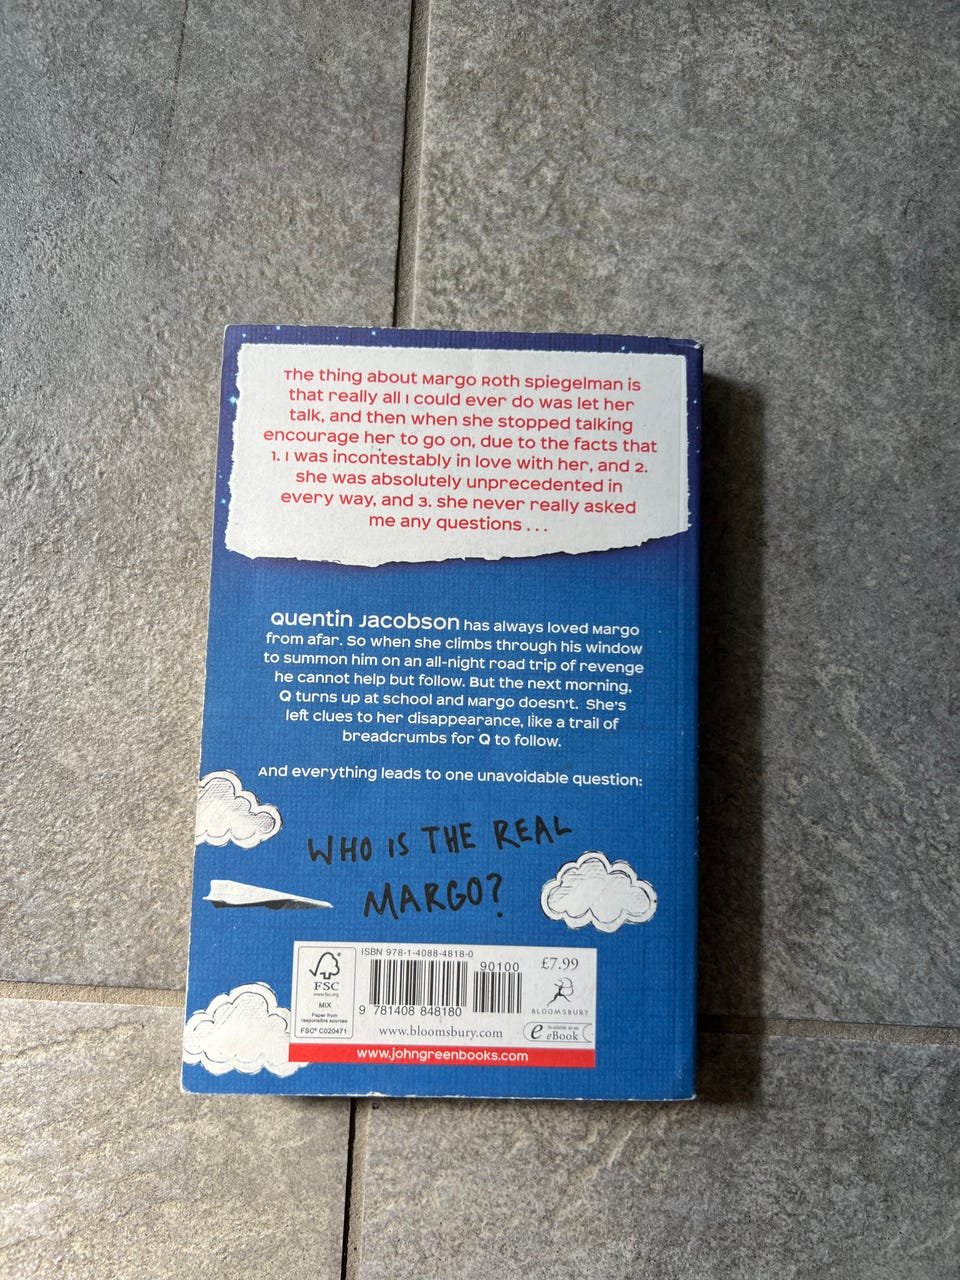 The thing about Margo Roth Spiegelman is
that really all I could ever do was let her
talk, and then when she stopped talking
encourage her to go on, due to the facts that
1. I was incontestably in love with her, and 2.
she was absolutely unprecedented in
every way, and 3. she never really asked
me any questions . . .
Quentin Jacobson has always loved Margo
from afar. So when she climbs through his window
to summon him on an all-night road trip of revenge
he cannot help but follow. But the next morning,
Q turns up at school and Margo doesn't. She's
left clues to her disappearance, like a trail of
breadcrumbs for Q to follow.
And everything leads to one unavoidable question:
WHO IS THE REAL
MARGO?
FSC
www.fsc.org
MIX
Paper from
responsible sources
FSC® C020471
ISBN 978-1-4088-4818-0
90100
9 781408 848180
www.bloomsbury.com
£7.99
BLOOMSBURY
e Available as an
eBook
www.johngreenbooks.com